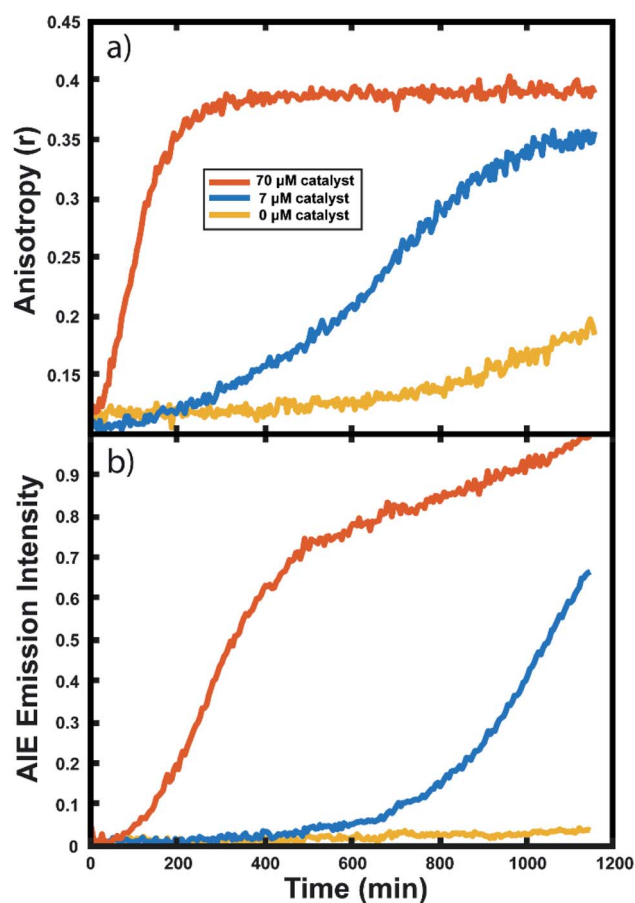 0.45
a)
0.4
0.35
0.3
0.25
0.2
0.15
Anisotropy (r)
70 µM catalyst
7 µM catalyst
0 µM catalyst
b)
0.9
0.8
0.7
0.6
0.5
0.4
0.3
0.2
0.1
0
AIE Emission Intensity
0 200 400 600 800 1000 1200
Time (min)